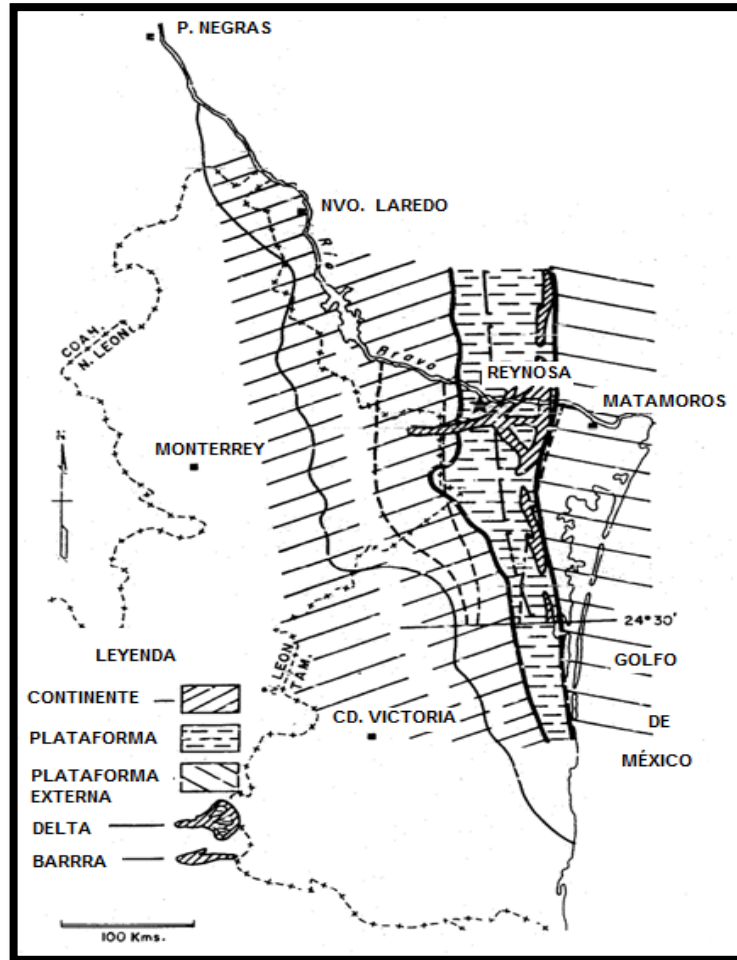 P. NEGRAS
NVO. LAREDO
Río
Bravo
COAH.
N. LEON
REYNOSA
MATAMOROS
MONTERREY
N
24° 30'
LEYENDA
N. LEON
TAM.
GOLFO
CONTINENTE
CD. VICTORIA
DE
PLATAFORMA
MÉXICO
PLATAFORMA
EXTERNA
DELTA
BARRRA
100 Kms.